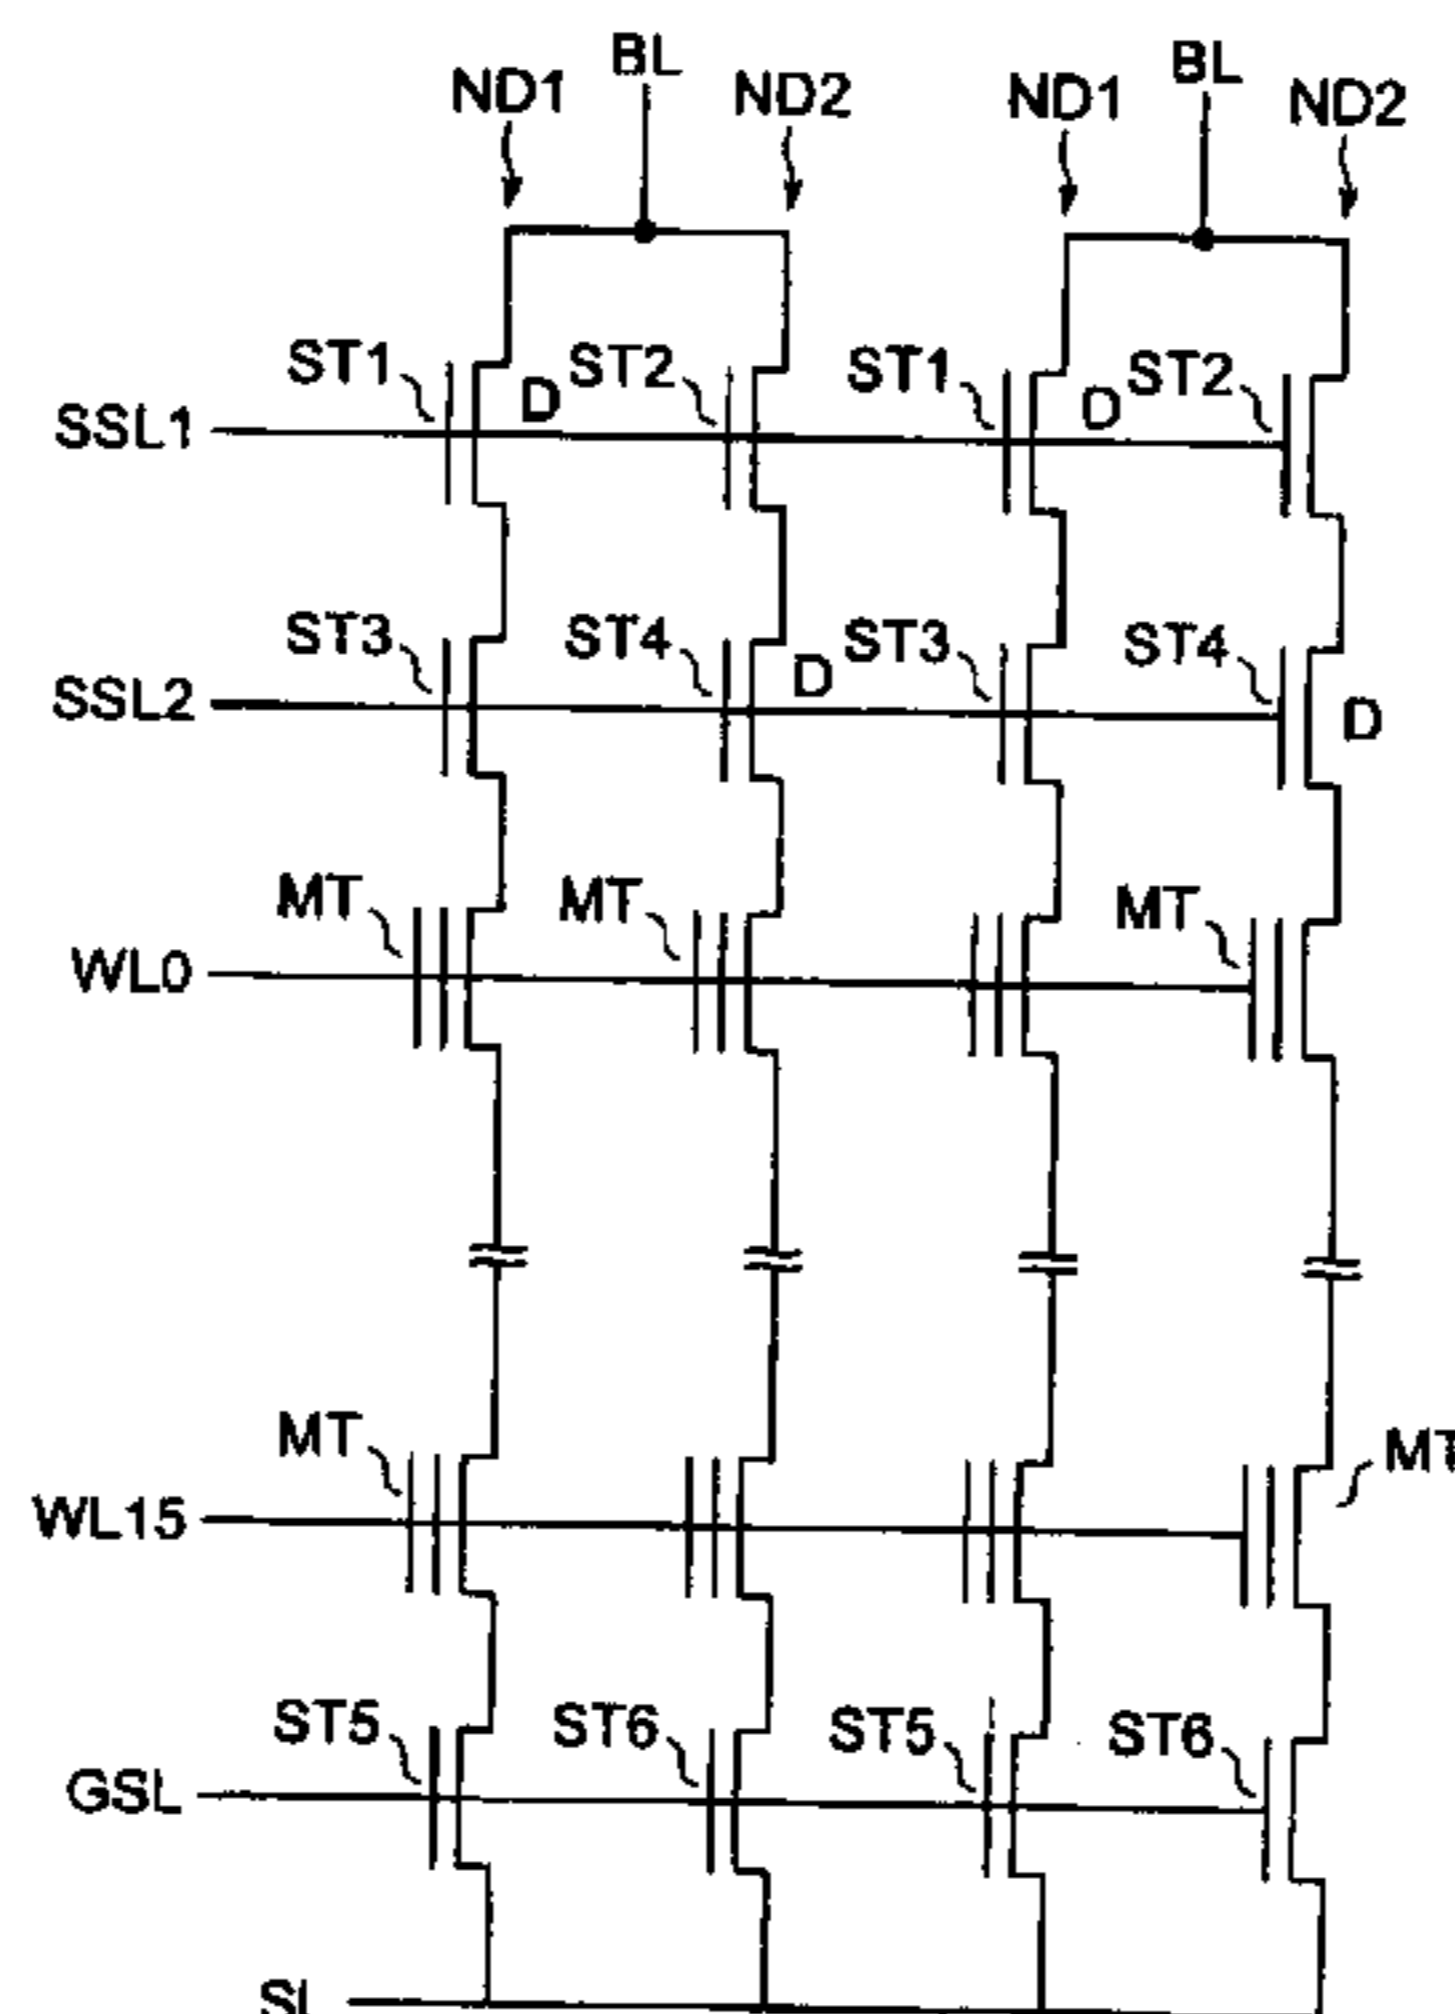 BL BL
ND1 ND2 ND1 ND2
ST1 D ST2 ST1 O ST2
SSL1
ST3 ST4 D ST3 ST4
SSL2 D
MT MT MT
WL0
MT MT
WL15
ST5 ST6 ST5 ST6
GSL
SL